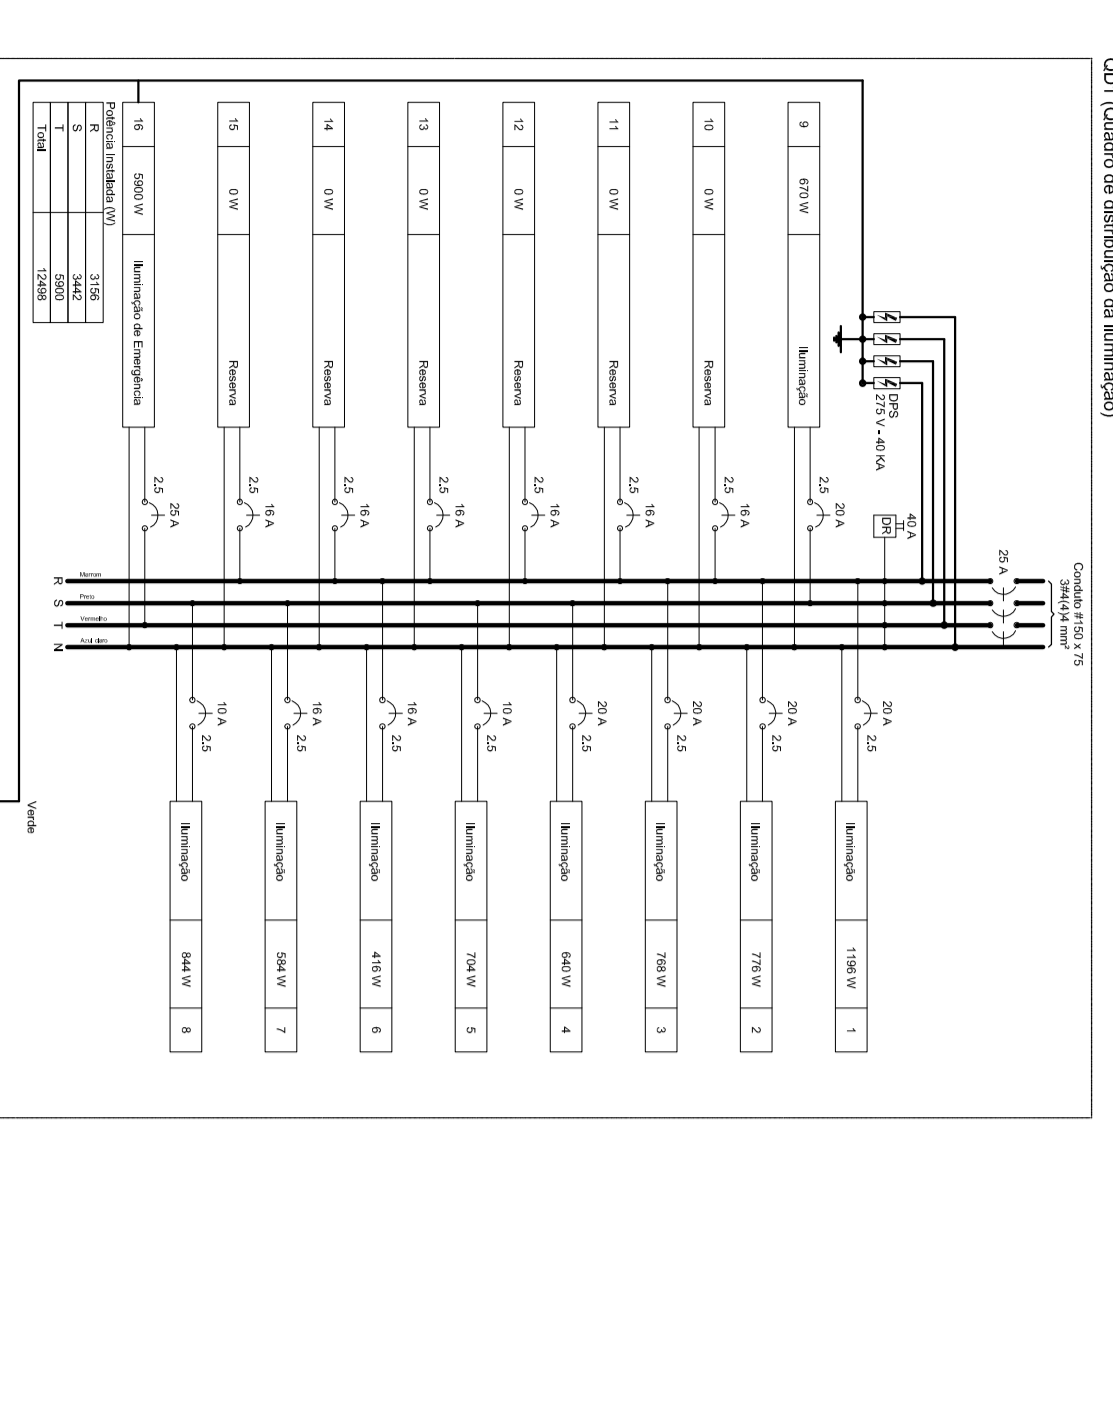 QD1 (Quadro de distribuição da iluminação)
Conduto #150 x 75
3#4(4)4 mm²
25 A
DPS
275 V - 40 KA
40 A
DR
9
670 W
Iluminação
2.5
20 A
10
0 W
Reserva
16 A
11
0 W
Reserva
2.5
16 A
12
0 W
Reserva
2.5
16 A
13
0 W
Reserva
2.5
16 A
14
0 W
Reserva
2.5
16 A
15
0 W
Reserva
2.5
16 A
16
5900 W
Iluminação de Emergência
2.5
25 A
R
Marrom
S
Preto
T
Vermelho
N
Azul claro
20 A
2.5
Iluminação
1196 W
1
20 A
2.5
Iluminação
776 W
2
20 A
2.5
Iluminação
768 W
3
20 A
2.5
Iluminação
640 W
4
10 A
2.5
Iluminação
704 W
5
16 A
2.5
Iluminação
416 W
6
16 A
2.5
Iluminação
584 W
7
10 A
2.5
Iluminação
844 W
8
Potência Instalada (W)
R 3156
S 3442
T 5900
Total 12498
Verde